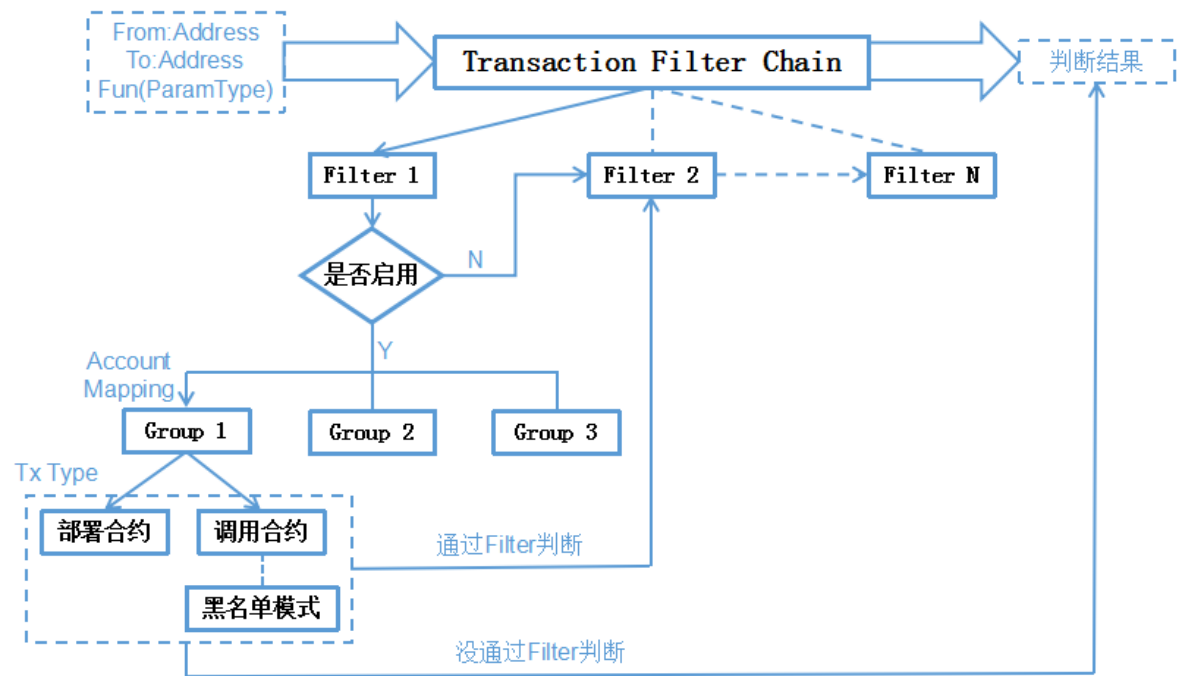 From:Address
To:Address
Fun(ParamType)
Transaction Filter Chain
判断结果
Filter 1
Filter 2
Filter N
是否启用
N
Y
Account
Mapping
Group 1
Group 2
Group 3
Tx Type
部署合约
调用合约
通过Filter判断
黑名单模式
没通过Filter判断